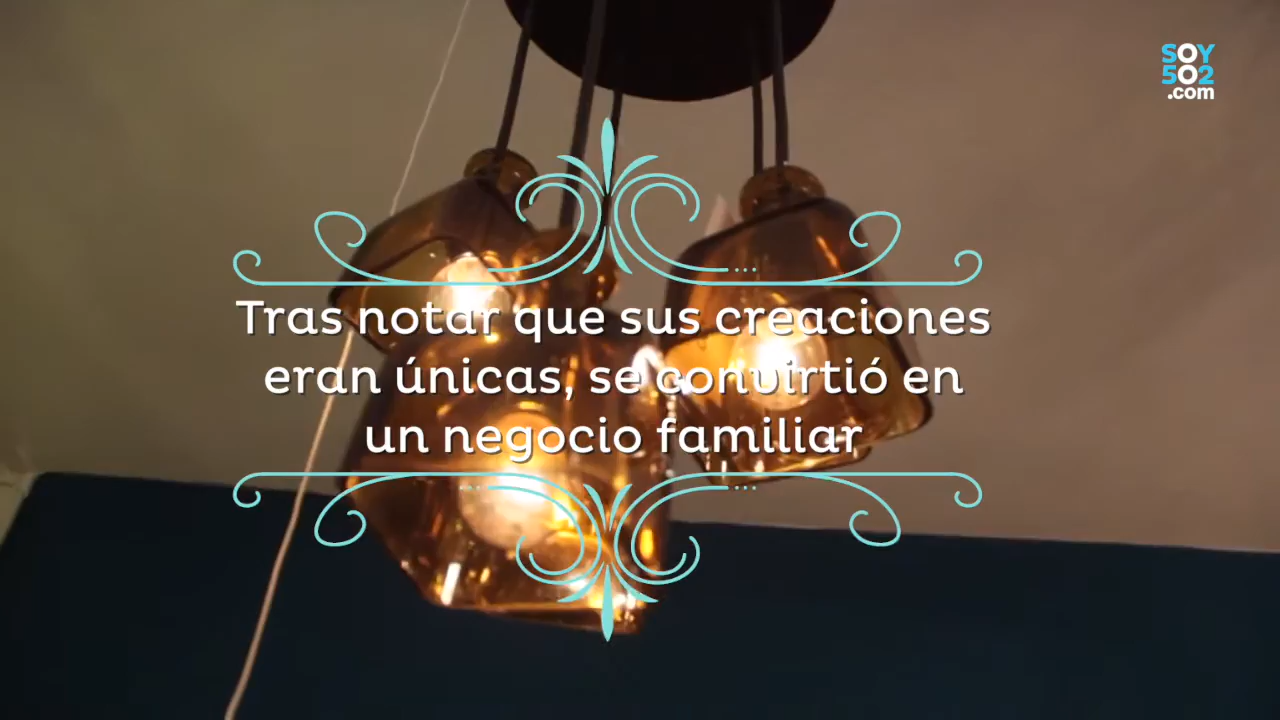 SOY
502
.com
Tras notar que sus creaciones
eran únicas, se convirtió en
un negocio familiar